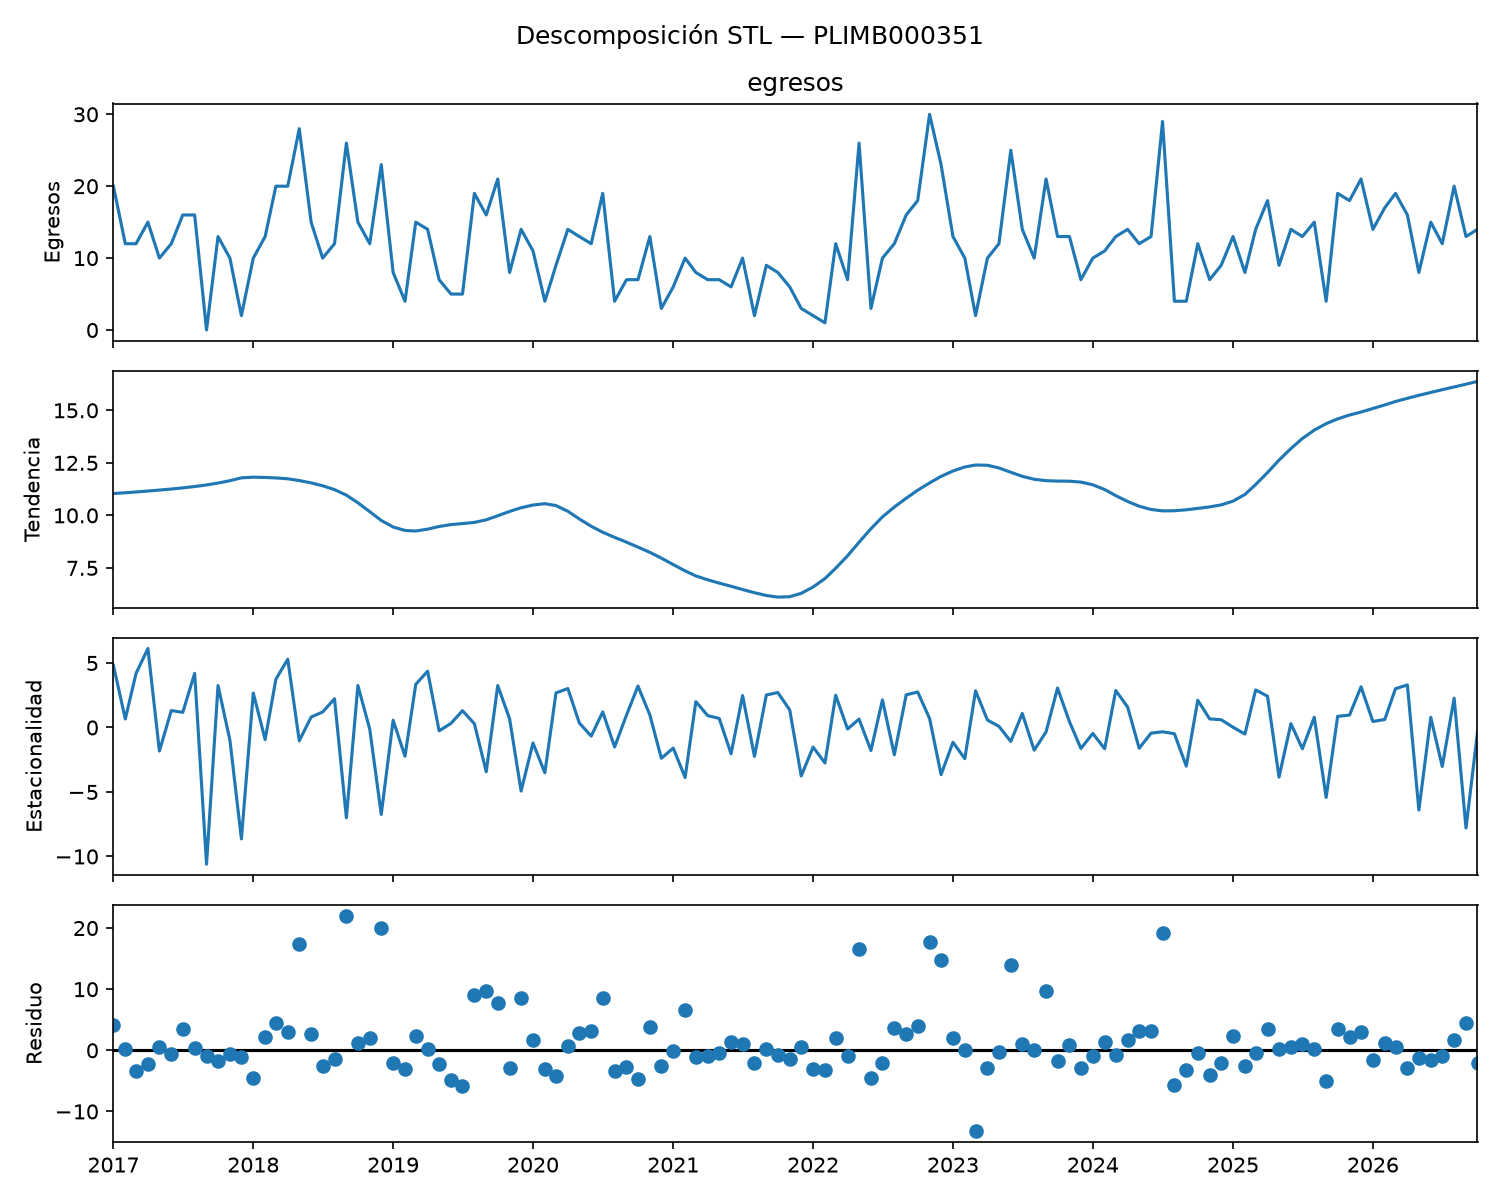 Descomposición STL — PLIMB000351
egresos
Egresos
30
20
10
0
Tendencia
15.0
12.5
10.0
7.5
Estacionalidad
5
0
−5
−10
Residuo
20
10
0
−10
2017 2018 2019 2020 2021 2022 2023 2024 2025 2026